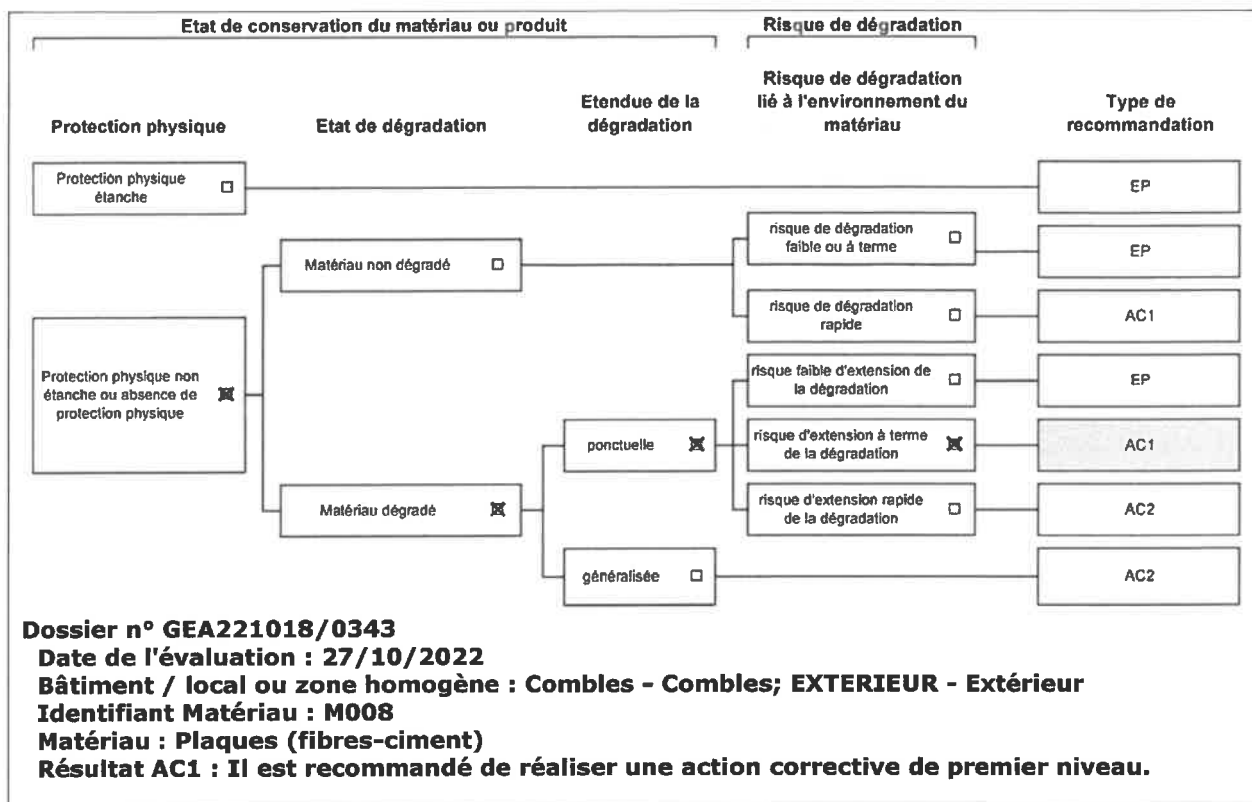 Etat de conservation du matériau ou produit
Risque de dégradation
Protection physique
Etat de dégradation
Etendue de la
dégradation
Risque de dégradation
lié à l'environnement du
matériau
Type de
recommandation
Protection physique
étanche
EP
Matériau non dégradé
risque de dégradation
faible ou à terme
EP
risque de dégradation
rapide
AC1
Protection physique non
étanche ou absence de
protection physique
risque faible d'extension de
la dégradation
EP
ponctuelle
risque d'extension à terme
de la dégradation
AC1
Matériau dégradé
risque d'extension rapide
de la dégradation
AC2
généralisée
AC2
Dossier n° GEA221018/0343
Date de l'évaluation : 27/10/2022
Bâtiment / local ou zone homogène : Combles - Combles; EXTERIEUR - Extérieur
Identifiant Matériau : M008
Matériau : Plaques (fibres-ciment)
Résultat AC1 : Il est recommandé de réaliser une action corrective de premier niveau.